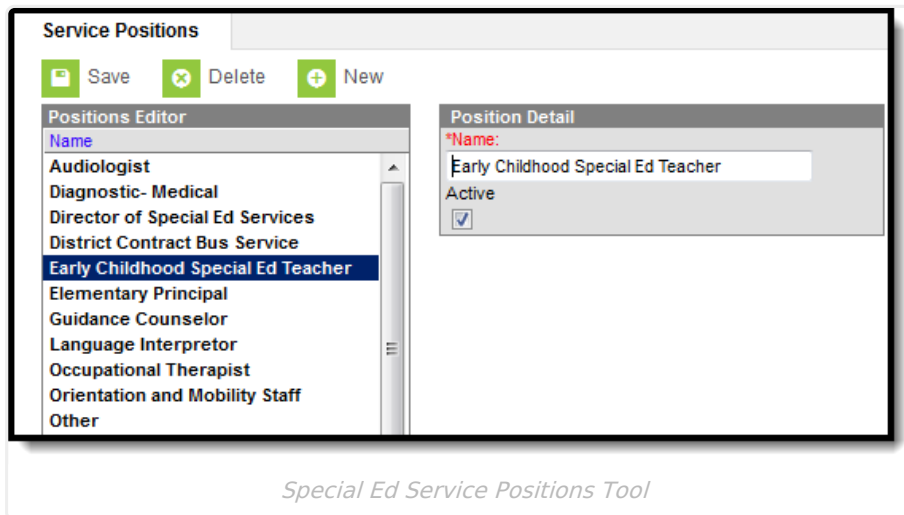 Service Positions
Save Delete New
Positions Editor
Name
Audiologist
Diagnostic- Medical
Director of Special Ed Services
District Contract Bus Service
Early Childhood Special Ed Teacher
Elementary Principal
Guidance Counselor
Language Interpretor
Occupational Therapist
Orientation and Mobility Staff
Other
Position Detail
*Name:
Early Childhood Special Ed Teacher
Active
Special Ed Service Positions Tool